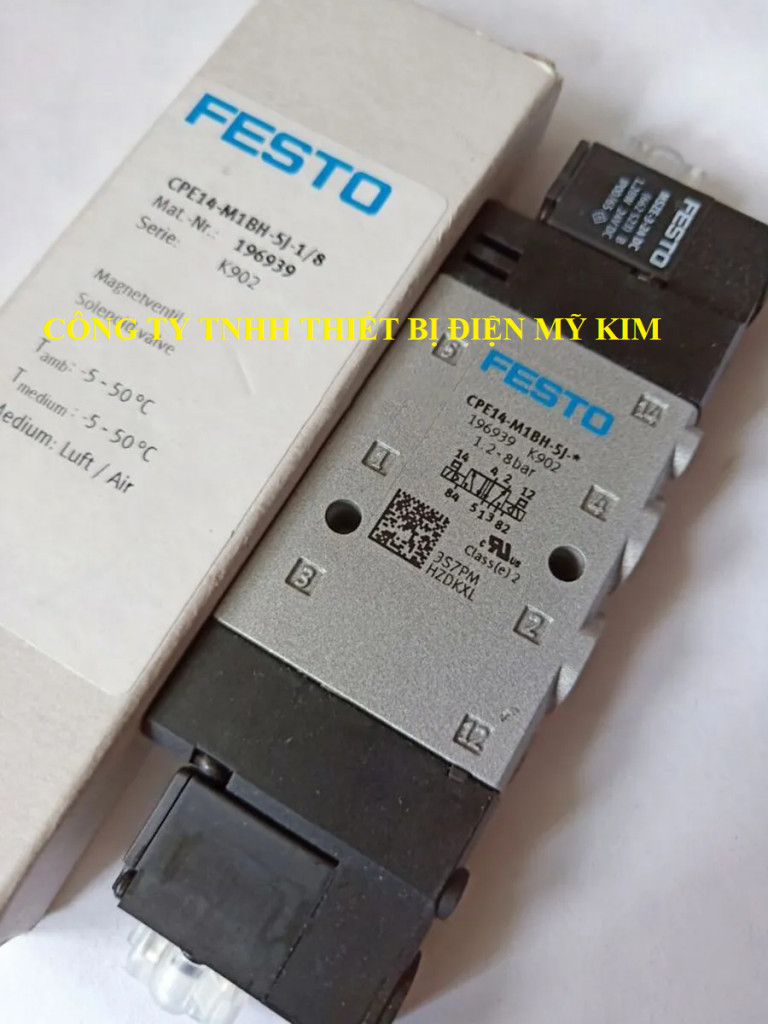 FESTO
CPE14-M1BH-5J-1/8
Mat.-Nr.: 196939
Serie: K902
Magnetventil
Solenoid valve
Tamb: -5 - 50 °C
Tmedium : -5 - 50 °C
Medium: Luft / Air
CÔNG TY TNHH THIẾT BỊ ĐIỆN MỸ KIM
FESTO
24V DC
5
FESTO
14
CPE14-M1BH-5J-*
196939 K902
1.2-8bar
14 4 2 12
84 5 1 3 82
1
4
c us
Class(e) 2
3S7PM
HZDKXL
3
2
12